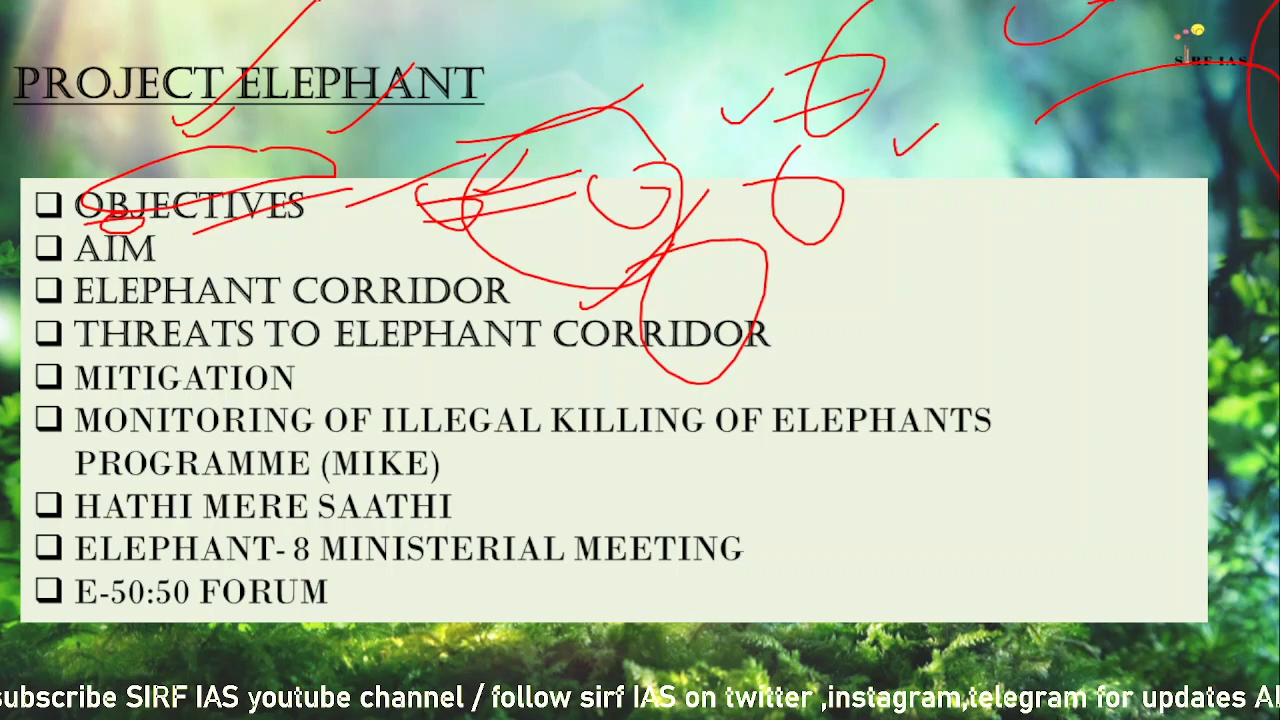 PROJECT ELEPHANT
SIRF IAS
❑ OBJECTIVES
❑ AIM
❑ ELEPHANT CORRIDOR
❑ THREATS TO ELEPHANT CORRIDOR
❑ MITIGATION
❑ MONITORING OF ILLEGAL KILLING OF ELEPHANTS
PROGRAMME (MIKE)
❑ HATHI MERE SAATHI
❑ ELEPHANT- 8 MINISTERIAL MEETING
❑ E-50:50 FORUM
subscribe SIRF IAS youtube channel / follow sirf IAS on twitter ,instagram,telegram for updates